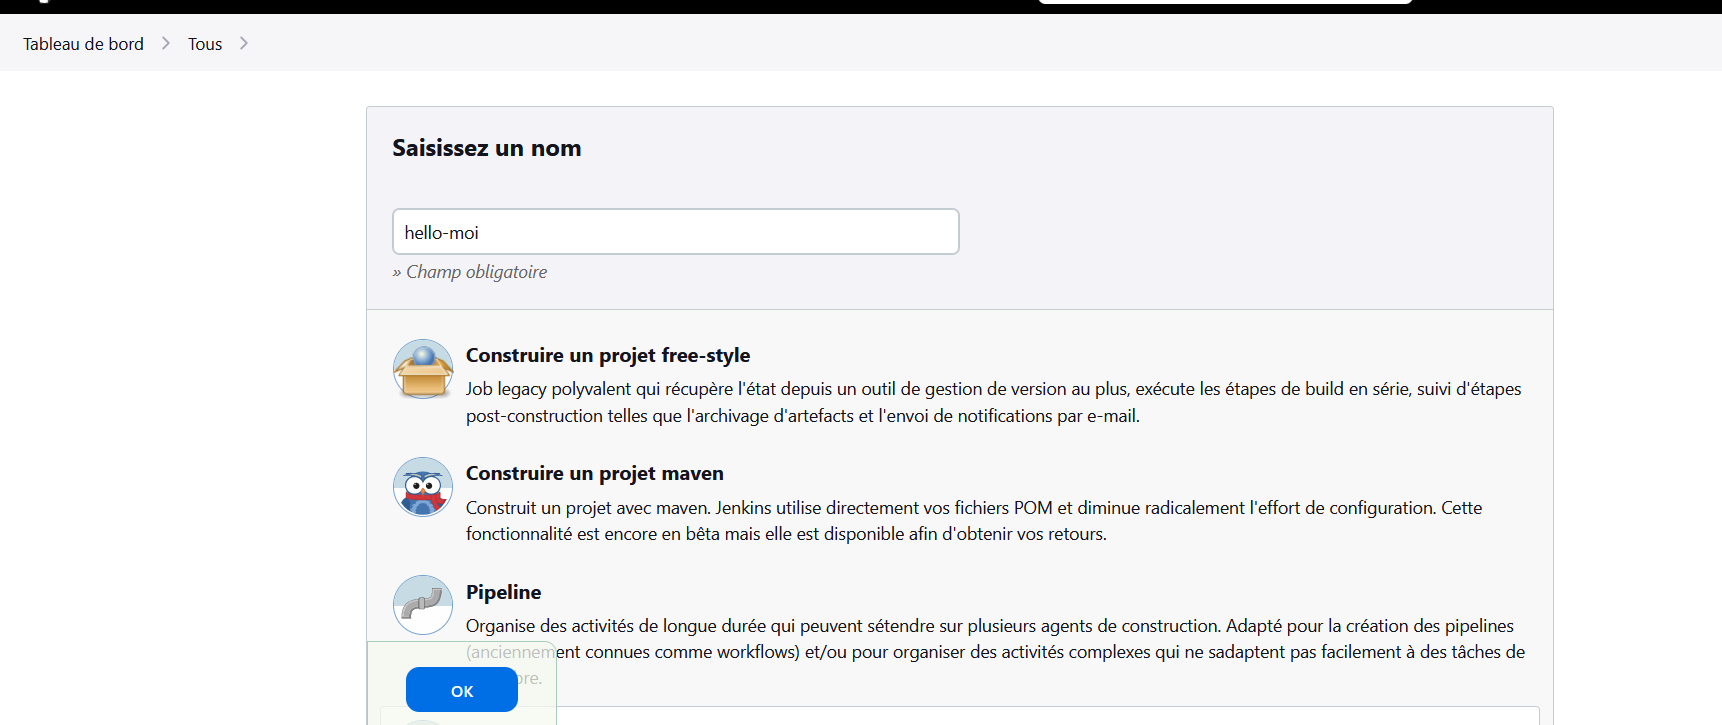 Tableau de bord > Tous >
Saisissez un nom
hello-moi
» Champ obligatoire
Construire un projet free-style
Job legacy polyvalent qui récupère l'état depuis un outil de gestion de version au plus, exécute les étapes de build en série, suivi d'étapes
post-construction telles que l'archivage d'artefacts et l'envoi de notifications par e-mail.
Construire un projet maven
Construit un projet avec maven. Jenkins utilise directement vos fichiers POM et diminue radicalement l'effort de configuration. Cette
fonctionnalité est encore en bêta mais elle est disponible afin d'obtenir vos retours.
Pipeline
Organise des activités de longue durée qui peuvent sétendre sur plusieurs agents de construction. Adapté pour la création des pipelines
(anciennement connues comme workflows) et/ou pour organiser des activités complexes qui ne sadaptent pas facilement à des tâches de
OK